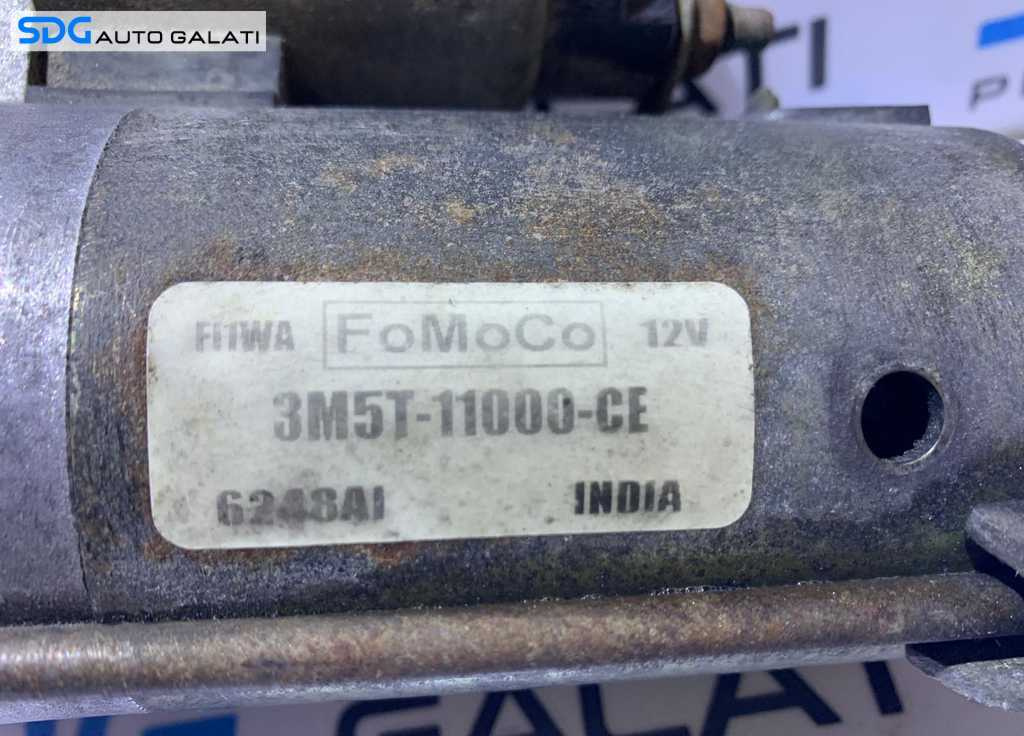 SDG AUTO GALATI
FI1WA FoMoCo 12V
3M5T-11000-CE
6248AI INDIA
GALATI